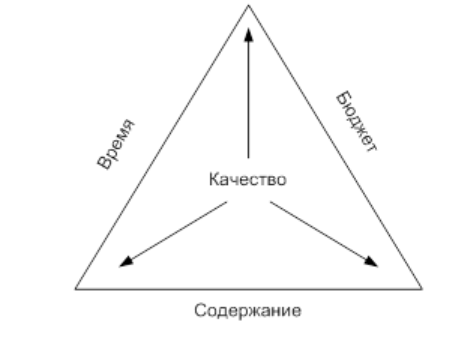 Время
Бюджет
Качество
Содержание